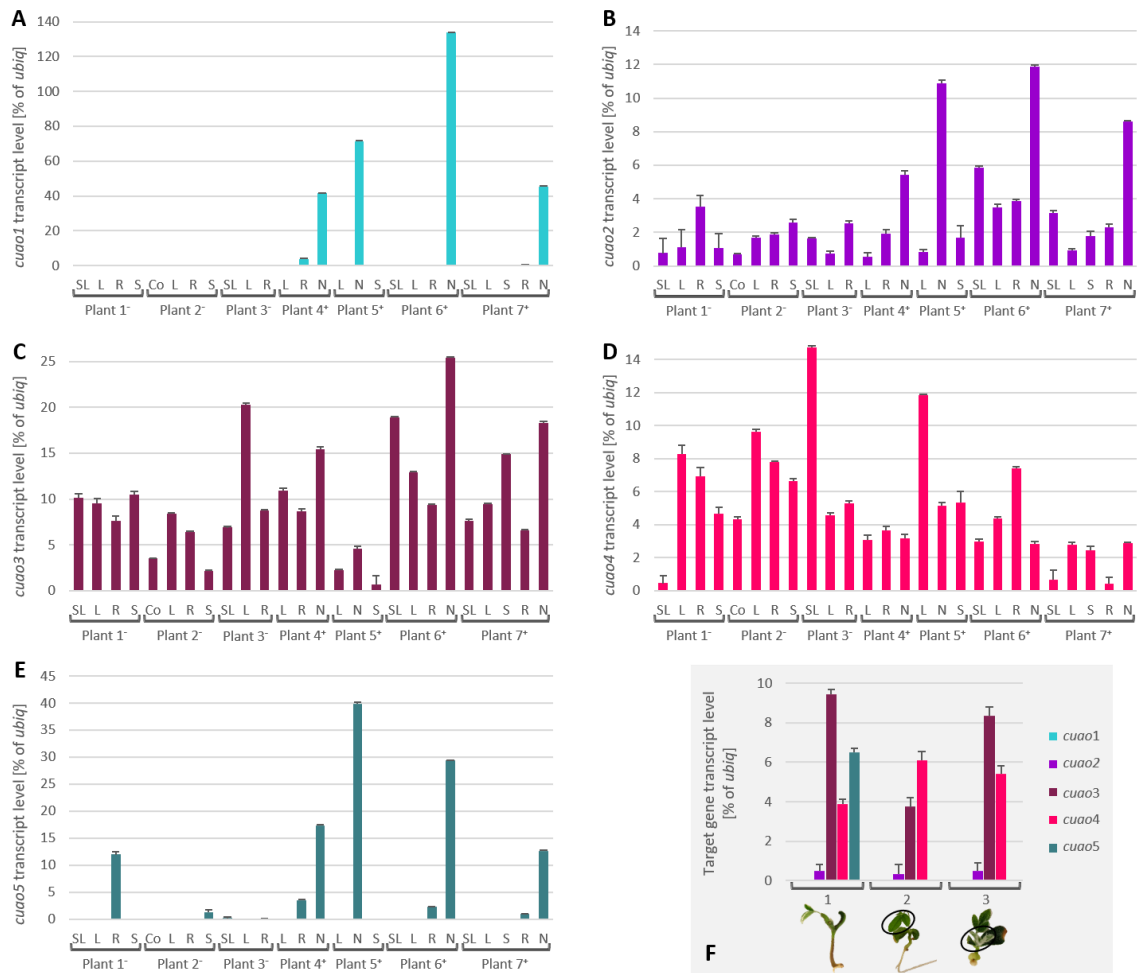 A
cuao1 transcript level [% of ubiq]
140
120
100
80
60
40
20
0
SL L R S Co L R S SL L R L R N L N S SL L R N SL L S R N
Plant 1⁻ Plant 2⁻ Plant 3⁻ Plant 4⁺ Plant 5⁺ Plant 6⁺ Plant 7⁺
B
cuao2 transcript level [% of ubiq]
14
12
10
8
6
4
2
0
SL L R S Co L R S SL L R L R N L N S SL L R N SL L S R N
Plant 1⁻ Plant 2⁻ Plant 3⁻ Plant 4⁺ Plant 5⁺ Plant 6⁺ Plant 7⁺
C
cuao3 transcript level [% of ubiq]
25
20
15
10
5
0
SL L R S Co L R S SL L R L R N L N S SL L R N SL L S R N
Plant 1⁻ Plant 2⁻ Plant 3⁻ Plant 4⁺ Plant 5⁺ Plant 6⁺ Plant 7⁺
D
cuao4 transcript level [% of ubiq]
14
12
10
8
6
4
2
0
SL L R S Co L R S SL L R L R N L N S SL L R N SL L S R N
Plant 1⁻ Plant 2⁻ Plant 3⁻ Plant 4⁺ Plant 5⁺ Plant 6⁺ Plant 7⁺
E
cuao5 transcript level [% of ubiq]
45
40
35
30
25
20
15
10
5
0
SL L R S Co L R S SL L R L R N L N S SL L R N SL L S R N
Plant 1⁻ Plant 2⁻ Plant 3⁻ Plant 4⁺ Plant 5⁺ Plant 6⁺ Plant 7⁺
Target gene transcript level
[% of ubiq]
10
8
6
4
2
0
1 2 3
cuao1
cuao2
cuao3
cuao4
cuao5
F